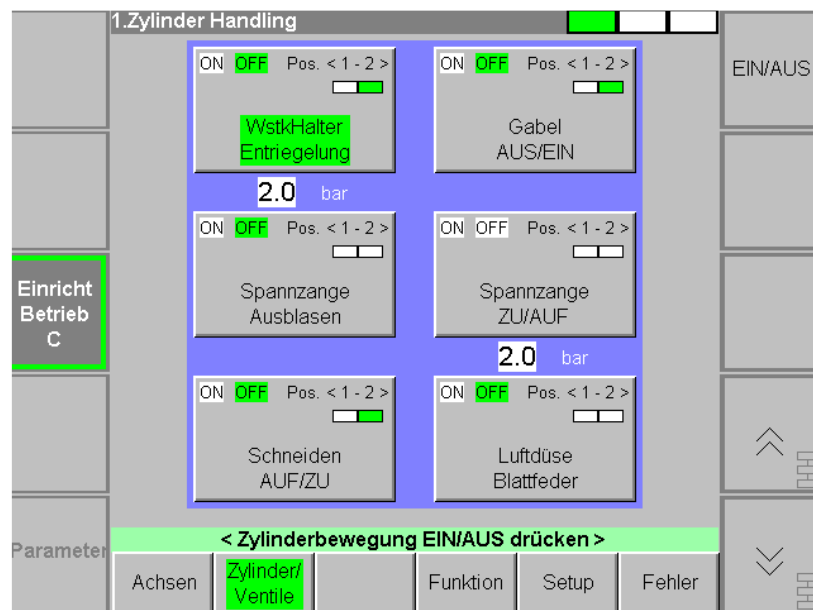 1.Zylinder Handling
EIN/AUS
ON OFF Pos. < 1 - 2 >
WstkHalter
Entriegelung
ON OFF Pos. < 1 - 2 >
Gabel
AUS/EIN
2.0 bar
ON OFF Pos. < 1 - 2 >
Spannzange
Ausblasen
ON OFF Pos. < 1 - 2 >
Spannzange
ZU/AUF
Einricht
Betrieb
C
2.0 bar
ON OFF Pos. < 1 - 2 >
Schneiden
AUF/ZU
ON OFF Pos. < 1 - 2 >
Luftdüse
Blattfeder
Parameter
< Zylinderbewegung EIN/AUS drücken >
Achsen
Zylinder/
Ventile
Funktion
Setup
Fehler